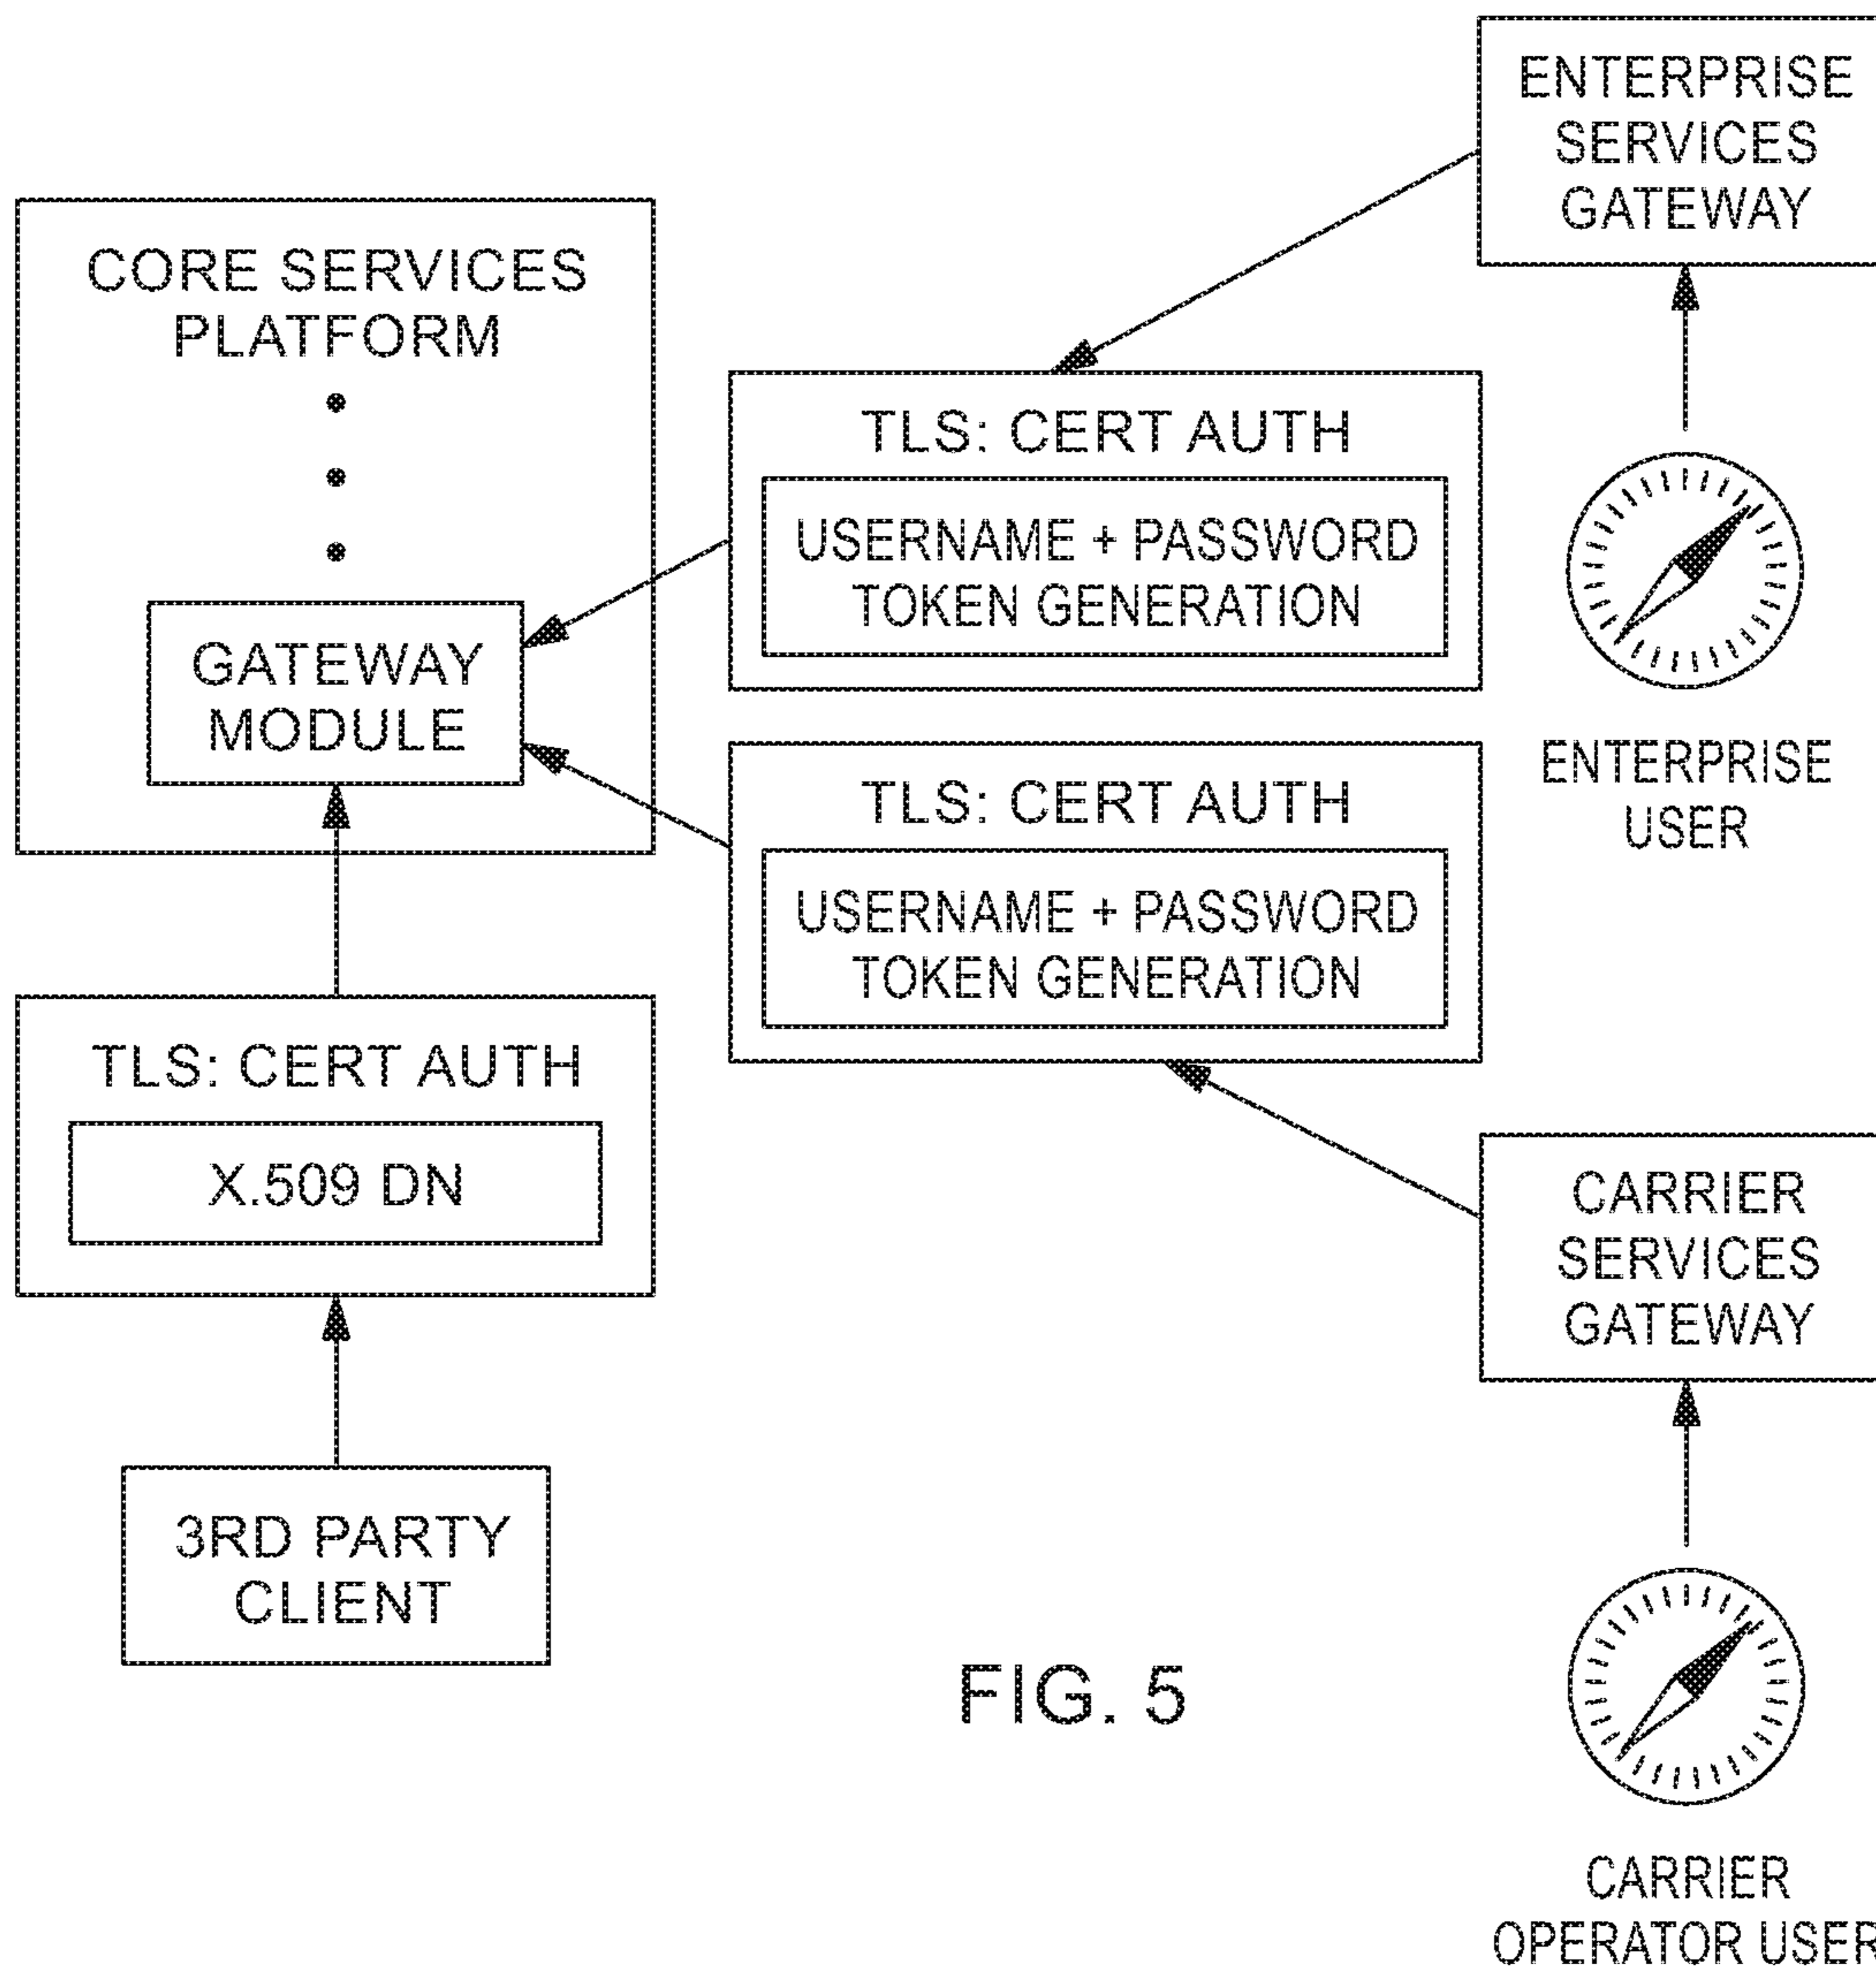 ENTERPRISE
SERVICES
GATEWAY
CORE SERVICES
PLATFORM
TLS: CERT AUTH
USERNAME + PASSWORD
TOKEN GENERATION
GATEWAY
MODULE
ENTERPRISE
USER
TLS: CERT AUTH
USERNAME + PASSWORD
TOKEN GENERATION
TLS: CERT AUTH
X.509 DN
CARRIER
SERVICES
GATEWAY
3RD PARTY
CLIENT
FIG. 5
CARRIER
OPERATOR USER